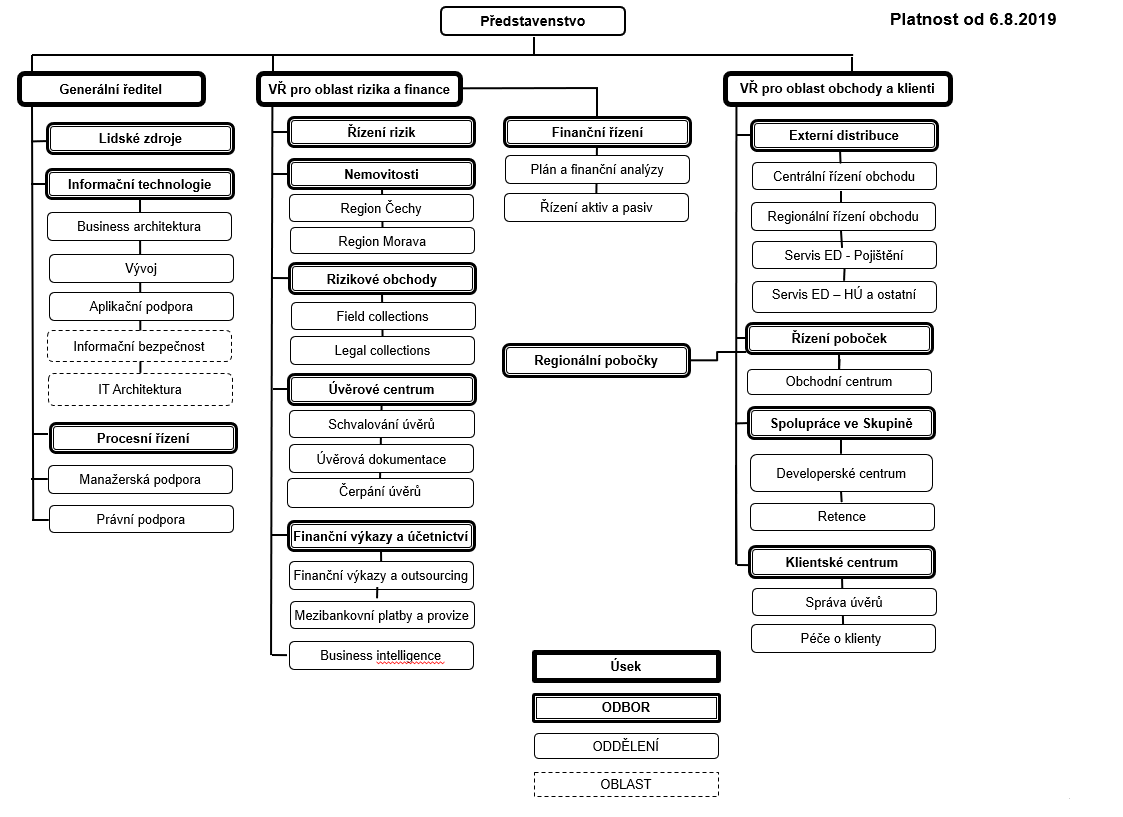 Představenstvo
Platnost od 6.8.2019
Generální ředitel
Lidské zdroje
Informační technologie
Business architektura
Vývoj
Aplikační podpora
Informační bezpečnost
IT Architektura
Procesní řízení
Manažerská podpora
Právní podpora
VŘ pro oblast rizika a finance
Řízení rizik
Nemovitosti
Region Čechy
Region Morava
Rizikové obchody
Field collections
Legal collections
Úvěrové centrum
Schvalování úvěrů
Úvěrová dokumentace
Čerpání úvěrů
Finanční výkazy a účetnictví
Finanční výkazy a outsourcing
Mezibankovní platby a provize
Business intelligence
Finanční řízení
Plán a finanční analýzy
Řízení aktiv a pasiv
Regionální pobočky
VŘ pro oblast obchody a klienti
Externí distribuce
Centrální řízení obchodu
Regionální řízení obchodu
Servis ED - Pojištění
Servis ED – HÚ a ostatní
Řízení poboček
Obchodní centrum
Spolupráce ve Skupině
Developerské centrum
Retence
Klientské centrum
Správa úvěrů
Péče o klienty
Úsek
ODBOR
ODDĚLENÍ
OBLAST